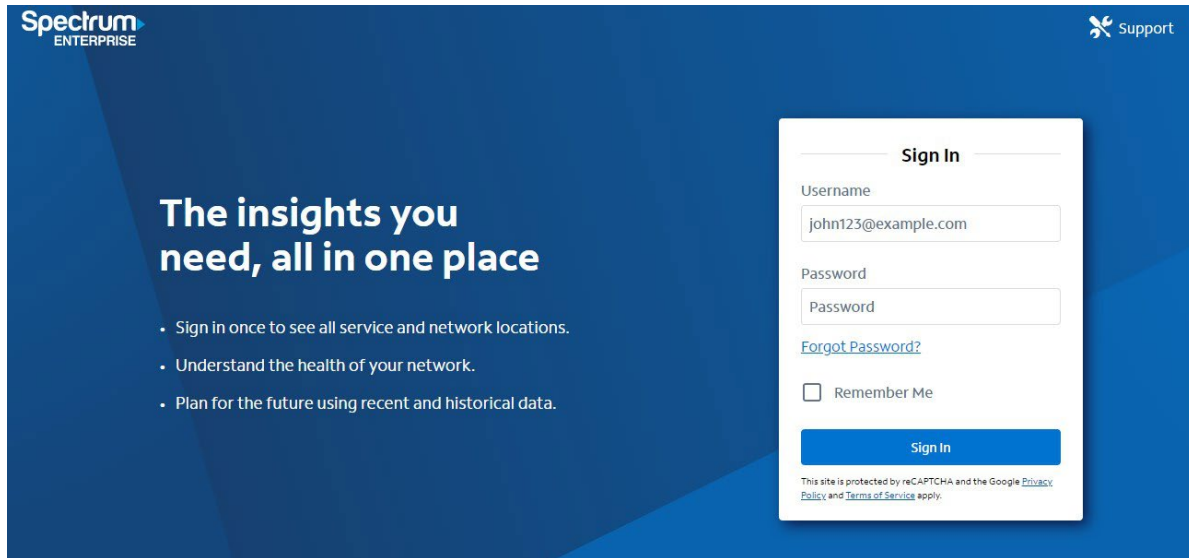 Spectrum
ENTERPRISE
Support
The insights you
need, all in one place
• Sign in once to see all service and network locations.
• Understand the health of your network.
• Plan for the future using recent and historical data.
Sign In
Username
john123@example.com
Password
Password
Forgot Password?
Remember Me
Sign In
This site is protected by reCAPTCHA and the Google Privacy
Policy and Terms of Service apply.